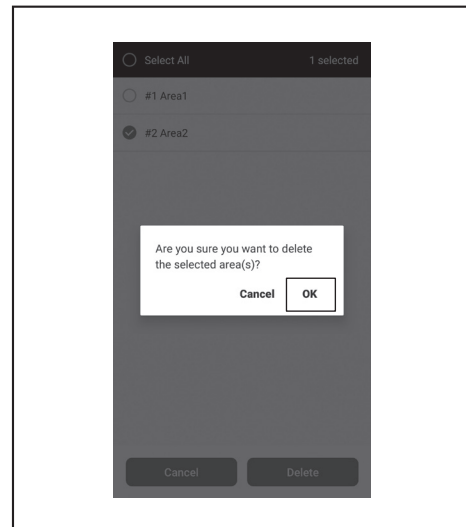 Select All 1 selected
#1 Area1
#2 Area2
Are you sure you want to delete
the selected area(s)?
Cancel OK
Cancel Delete